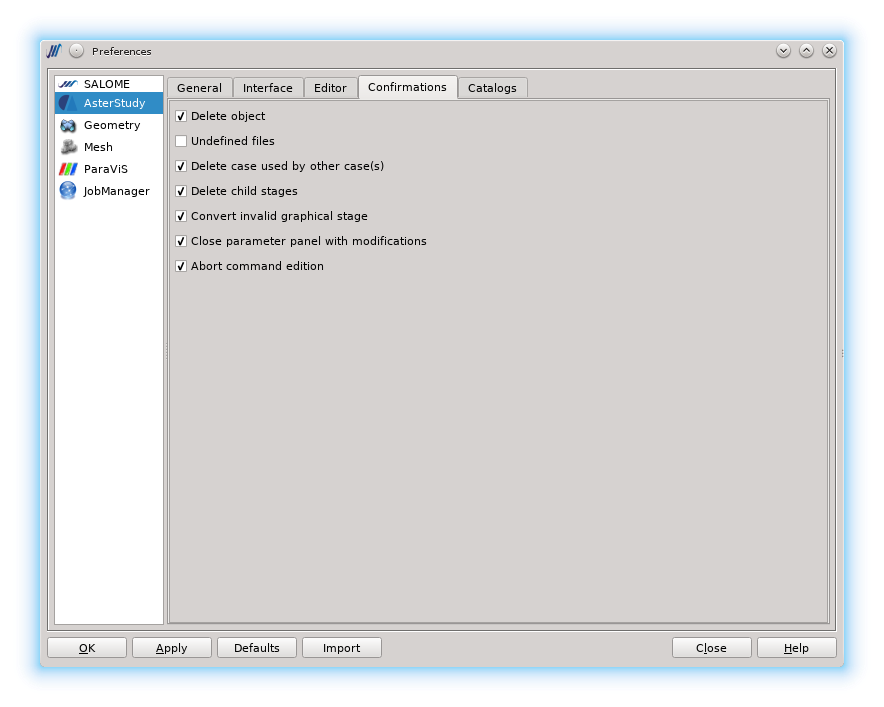 Preferences
SALOME
AsterStudy
Geometry
Mesh
ParaViS
JobManager
General Interface Editor Confirmations Catalogs
Delete object
Undefined files
Delete case used by other case(s)
Delete child stages
Convert invalid graphical stage
Close parameter panel with modifications
Abort command edition
OK Apply Defaults Import Close Help